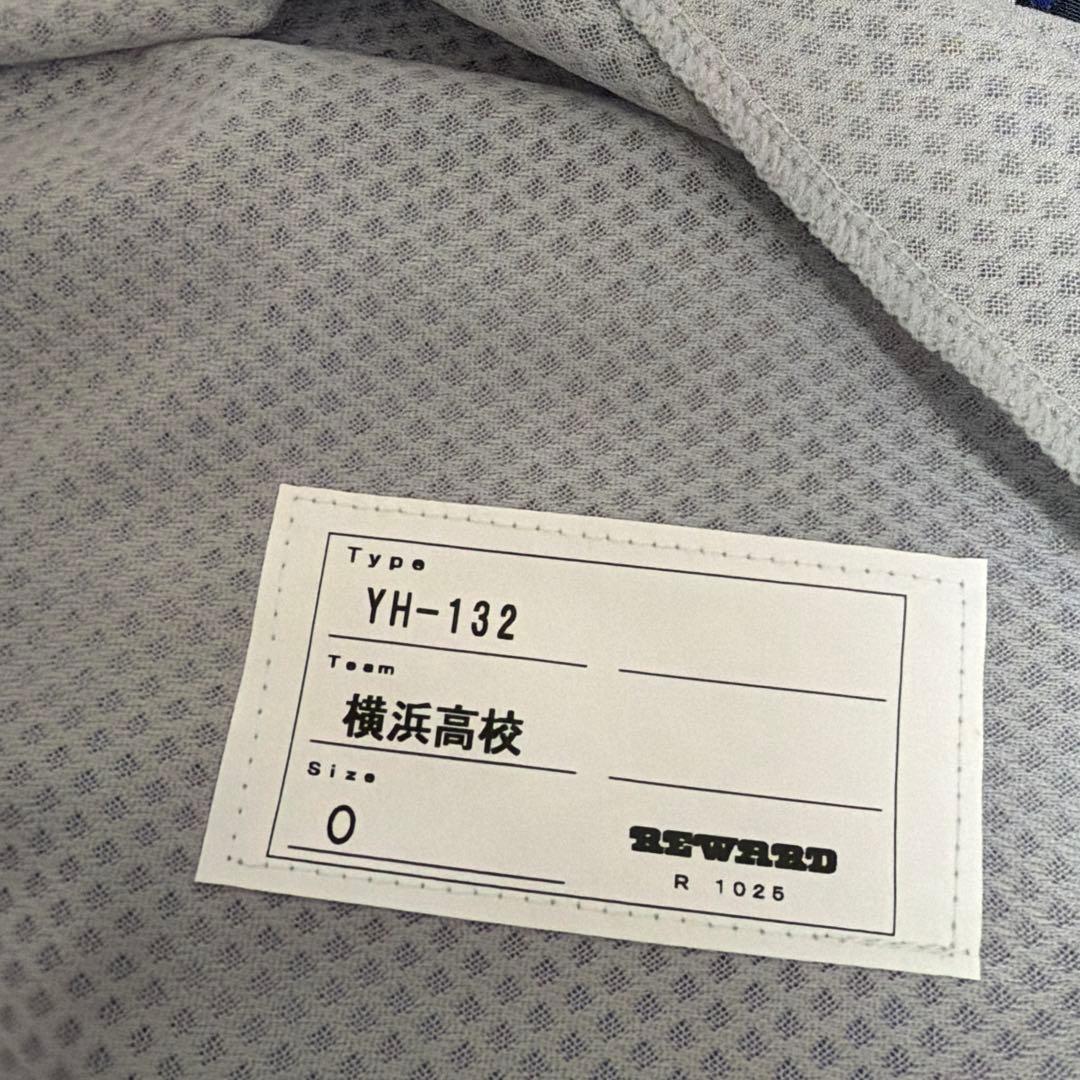 Type
YH-132
Team
横浜高校
Size
O
REWARD
R 1025